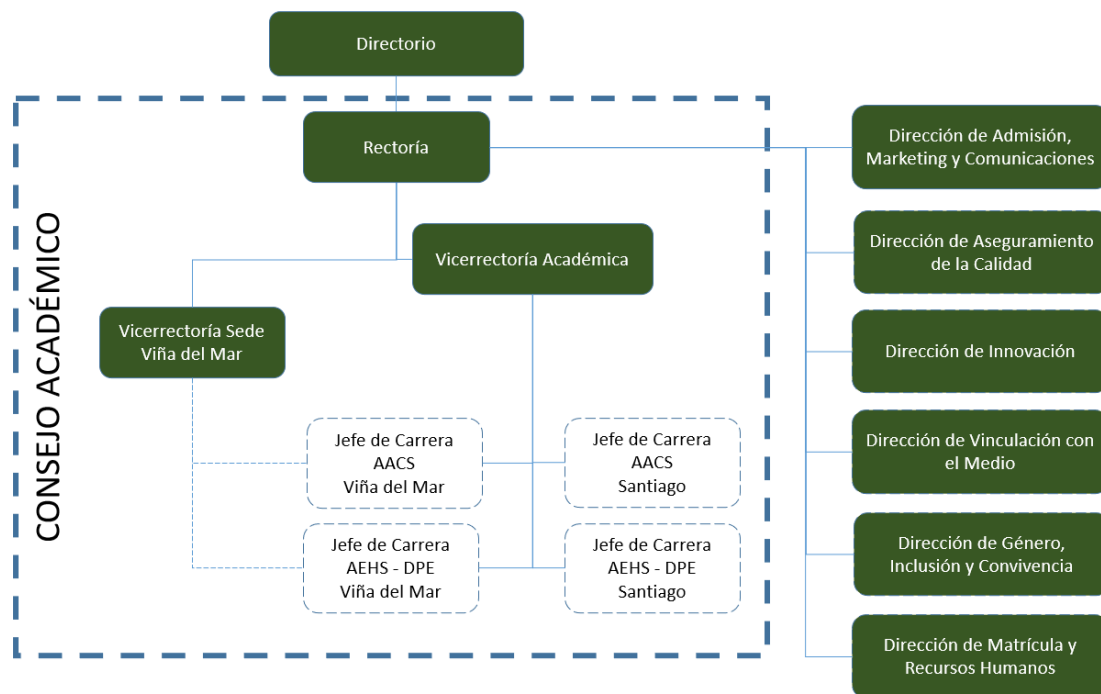 Directorio
CONSEJO ACADÉMICO
Rectoría
Vicerrectoría Académica
Vicerrectoría Sede
Viña del Mar
Jefe de Carrera
AACS
Viña del Mar
Jefe de Carrera
AACS
Santiago
Jefe de Carrera
AEHS - DPE
Viña del Mar
Jefe de Carrera
AEHS - DPE
Santiago
Dirección de Admisión,
Marketing y Comunicaciones
Dirección de Aseguramiento
de la Calidad
Dirección de Innovación
Dirección de Vinculación con
el Medio
Dirección de Género,
Inclusión y Convivencia
Dirección de Matrícula y
Recursos Humanos